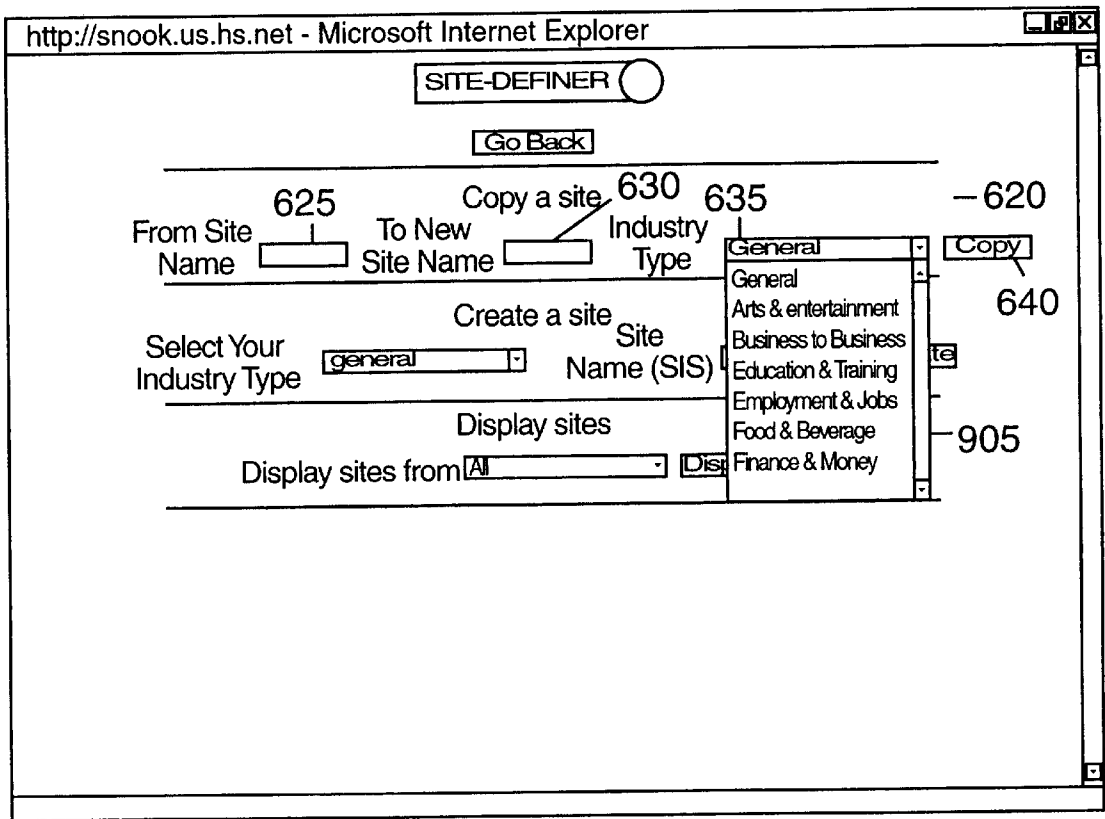 http://snook.us.hs.net - Microsoft Internet Explorer
SITE-DEFINER
Go Back
Copy a site
625
630
635
620
From Site Name
To New Site Name
Industry Type
General
Copy
640
General
Arts & entertainment
Business to Business
Education & Training
Employment & Jobs
Food & Beverage
Finance & Money
905
Create a site
Select Your Industry Type
general
Site Name (SIS)
te
Display sites
Display sites from
All
Disp